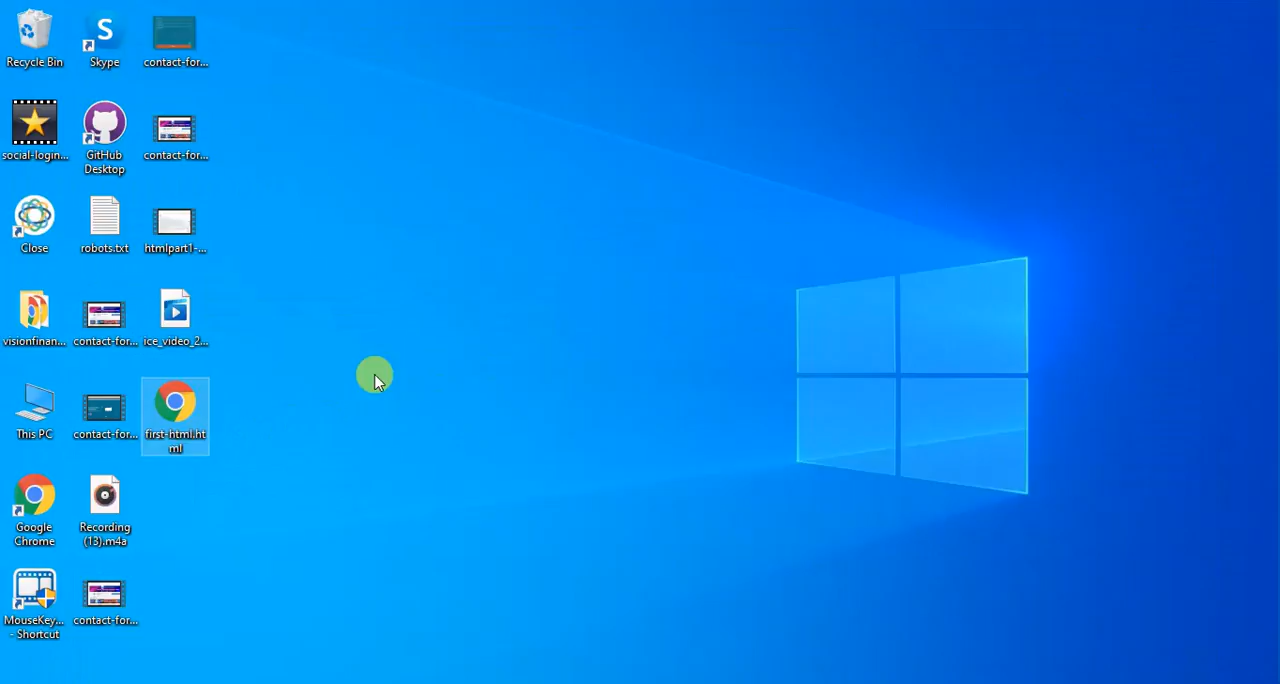 Recycle Bin
Skype
contact-for...
social-login...
GitHub
Desktop
contact-for...
Close
robots.txt
htmlpart1-...
visionfinan...
contact-for...
ice_video_2...
This PC
contact-for...
first-html.ht
ml
Google
Chrome
Recording
(13).m4a
MouseKey...
- Shortcut
contact-for...